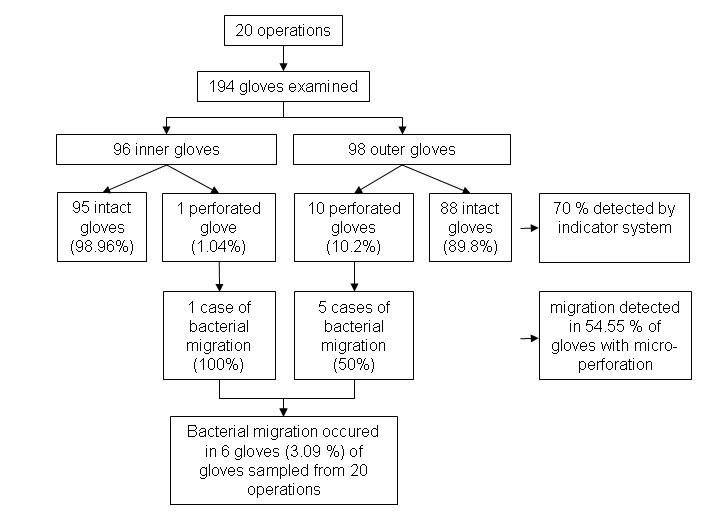 20 operations
194 gloves examined
96 inner gloves
98 outer gloves
95 intact
gloves
(98.96%)
1 perforated
glove
(1.04%)
10 perforated
gloves
(10.2%)
88 intact
gloves
(89.8%)
70 % detected by
indicator system
1 case of
bacterial
migration
(100%)
5 cases of
bacterial
migration
(50%)
migration detected
in 54.55 % of
gloves with micro-
perforation
Bacterial migration occured
in 6 gloves (3.09 %) of
gloves sampled from 20
operations